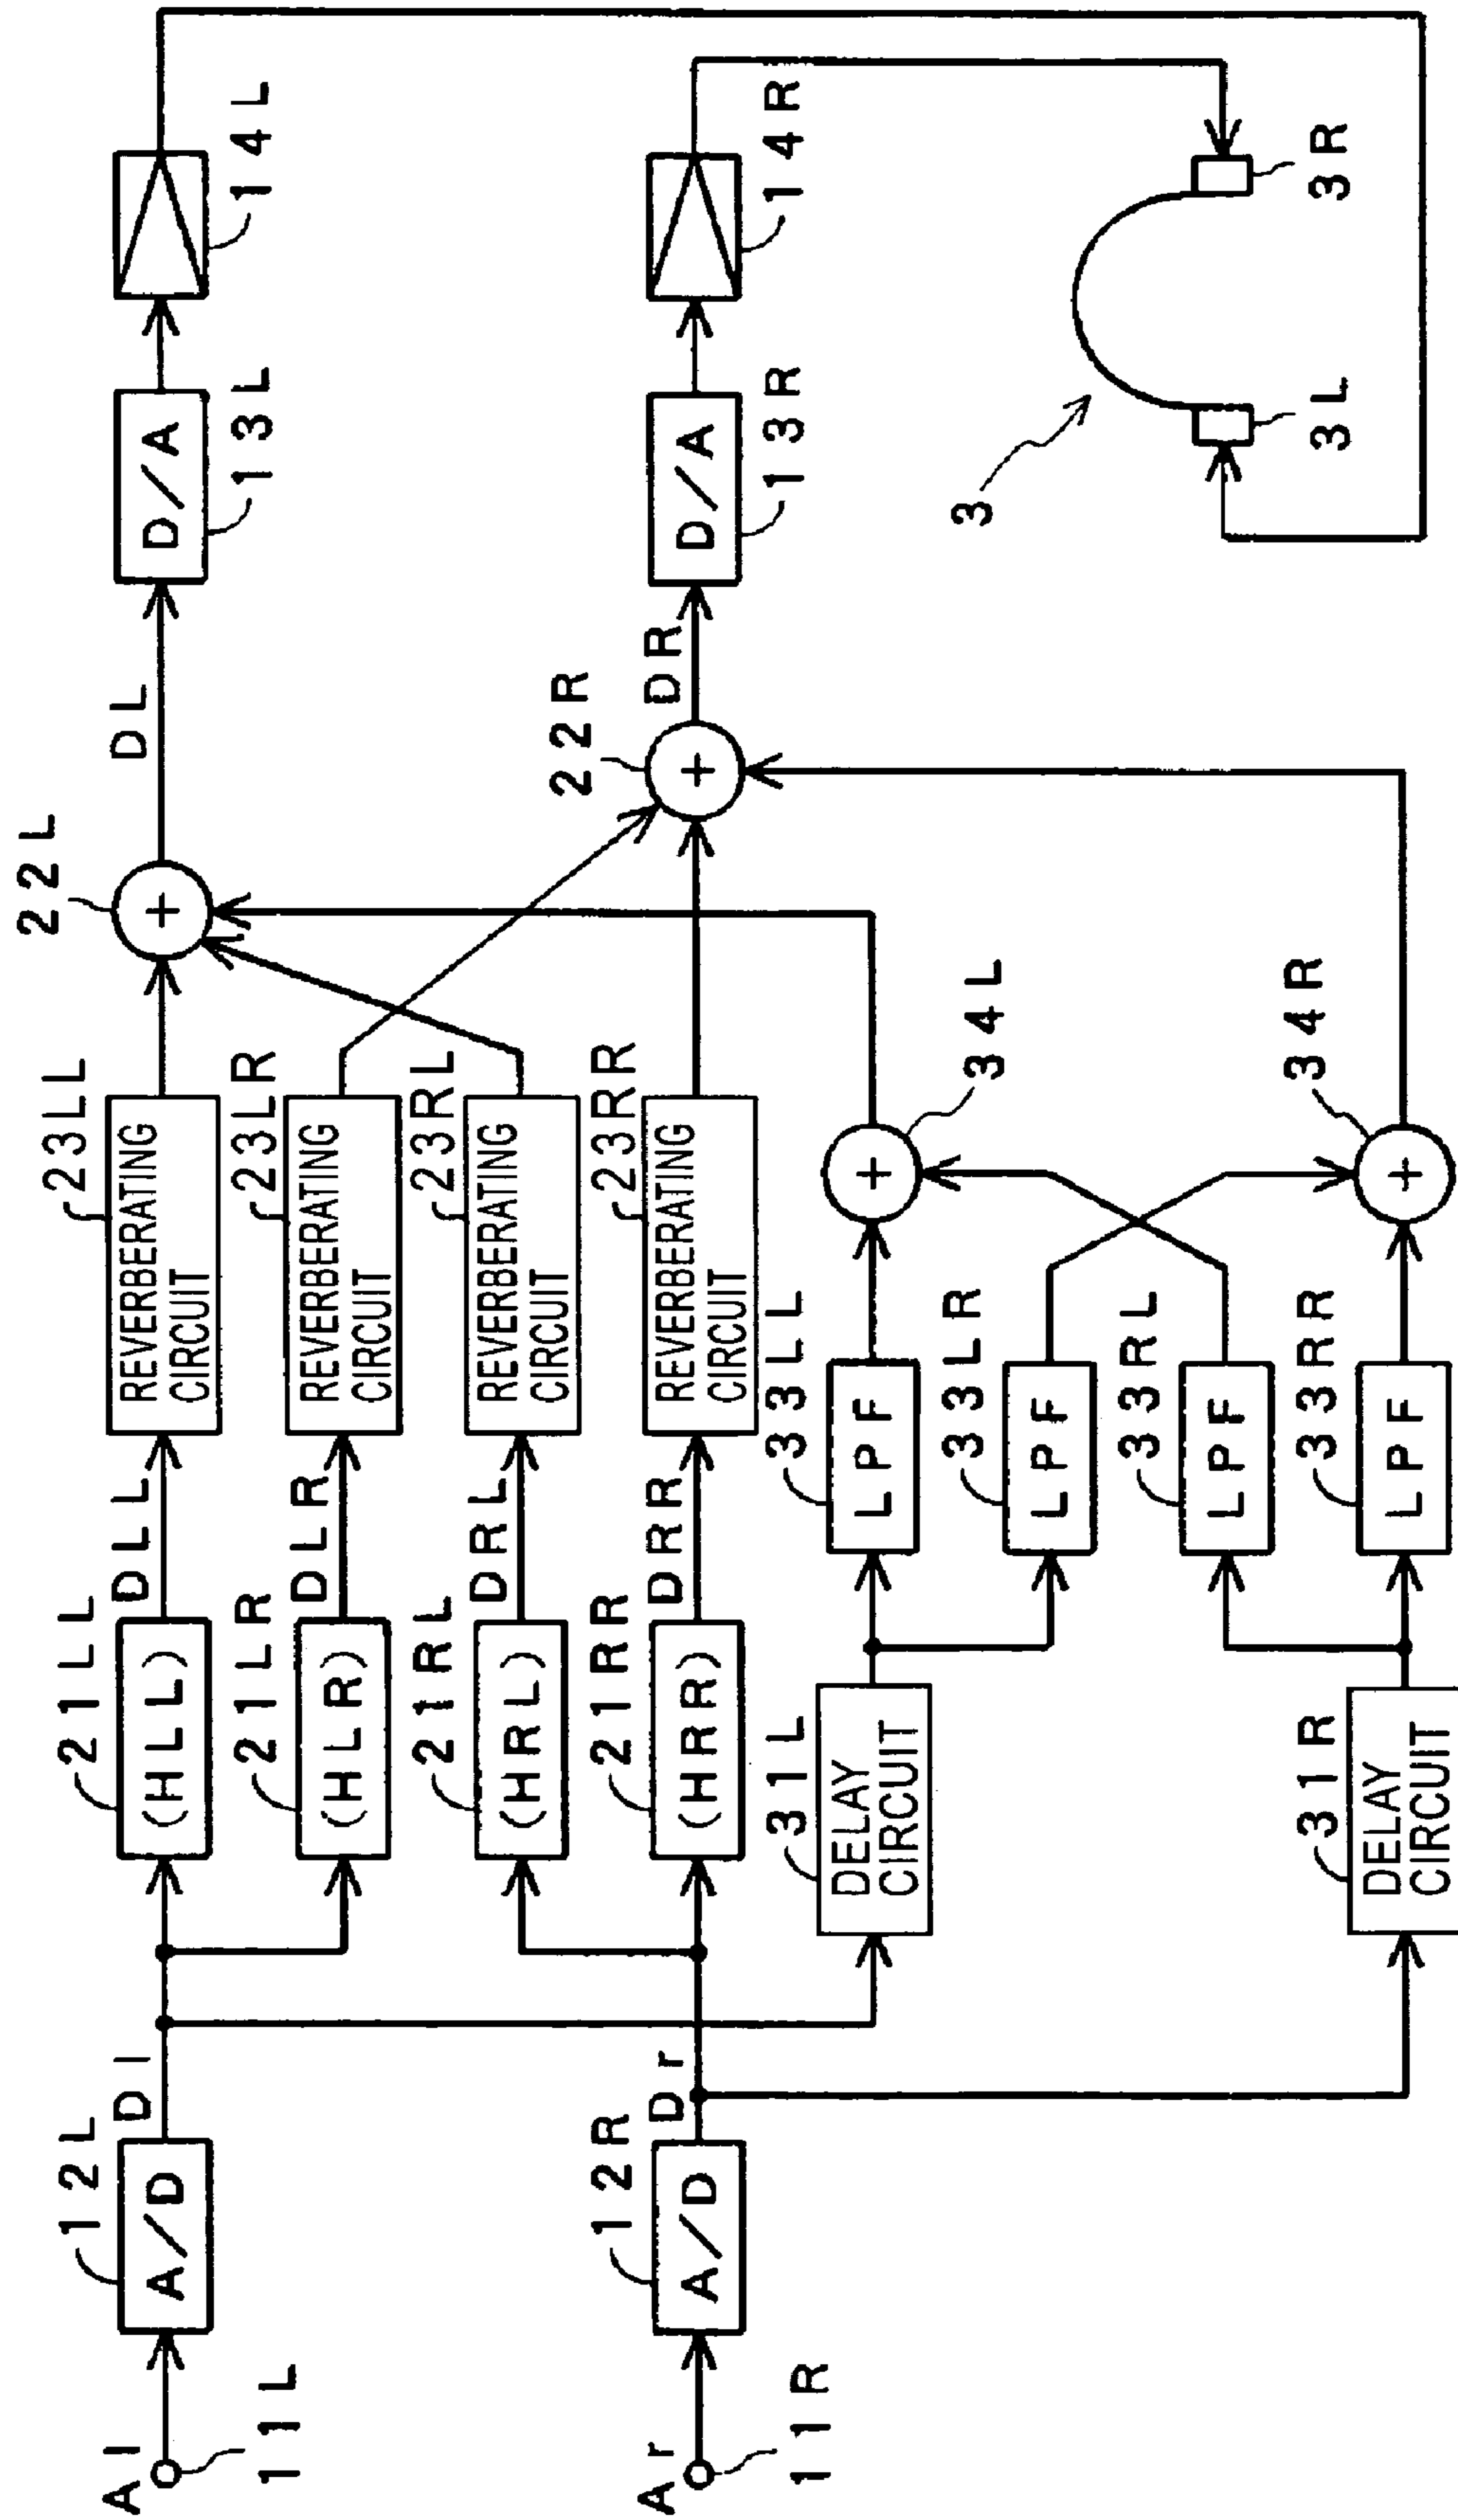 22L
23LL
DL
14L
12L
Dl
21LL
DLL
Al
A/D
(HLL)
REVERBERATING
CIRCUIT
+
D/A
13L
11L
21LR
DLR
23LR
(HLR)
REVERBERATING
CIRCUIT
21RL
DRL
23RL
(HRL)
REVERBERATING
CIRCUIT
22R
12R
Dr
21RR
DRR
23RR
DR
14R
Ar
A/D
(HRR)
REVERBERATING
CIRCUIT
+
D/A
13R
11R
31L
33LL
DELAY
CIRCUIT
LPF
+
34L
33LR
LPF
3
33RL
LPF
31R
33RR
34R
3L
3R
DELAY
CIRCUIT
LPF
+